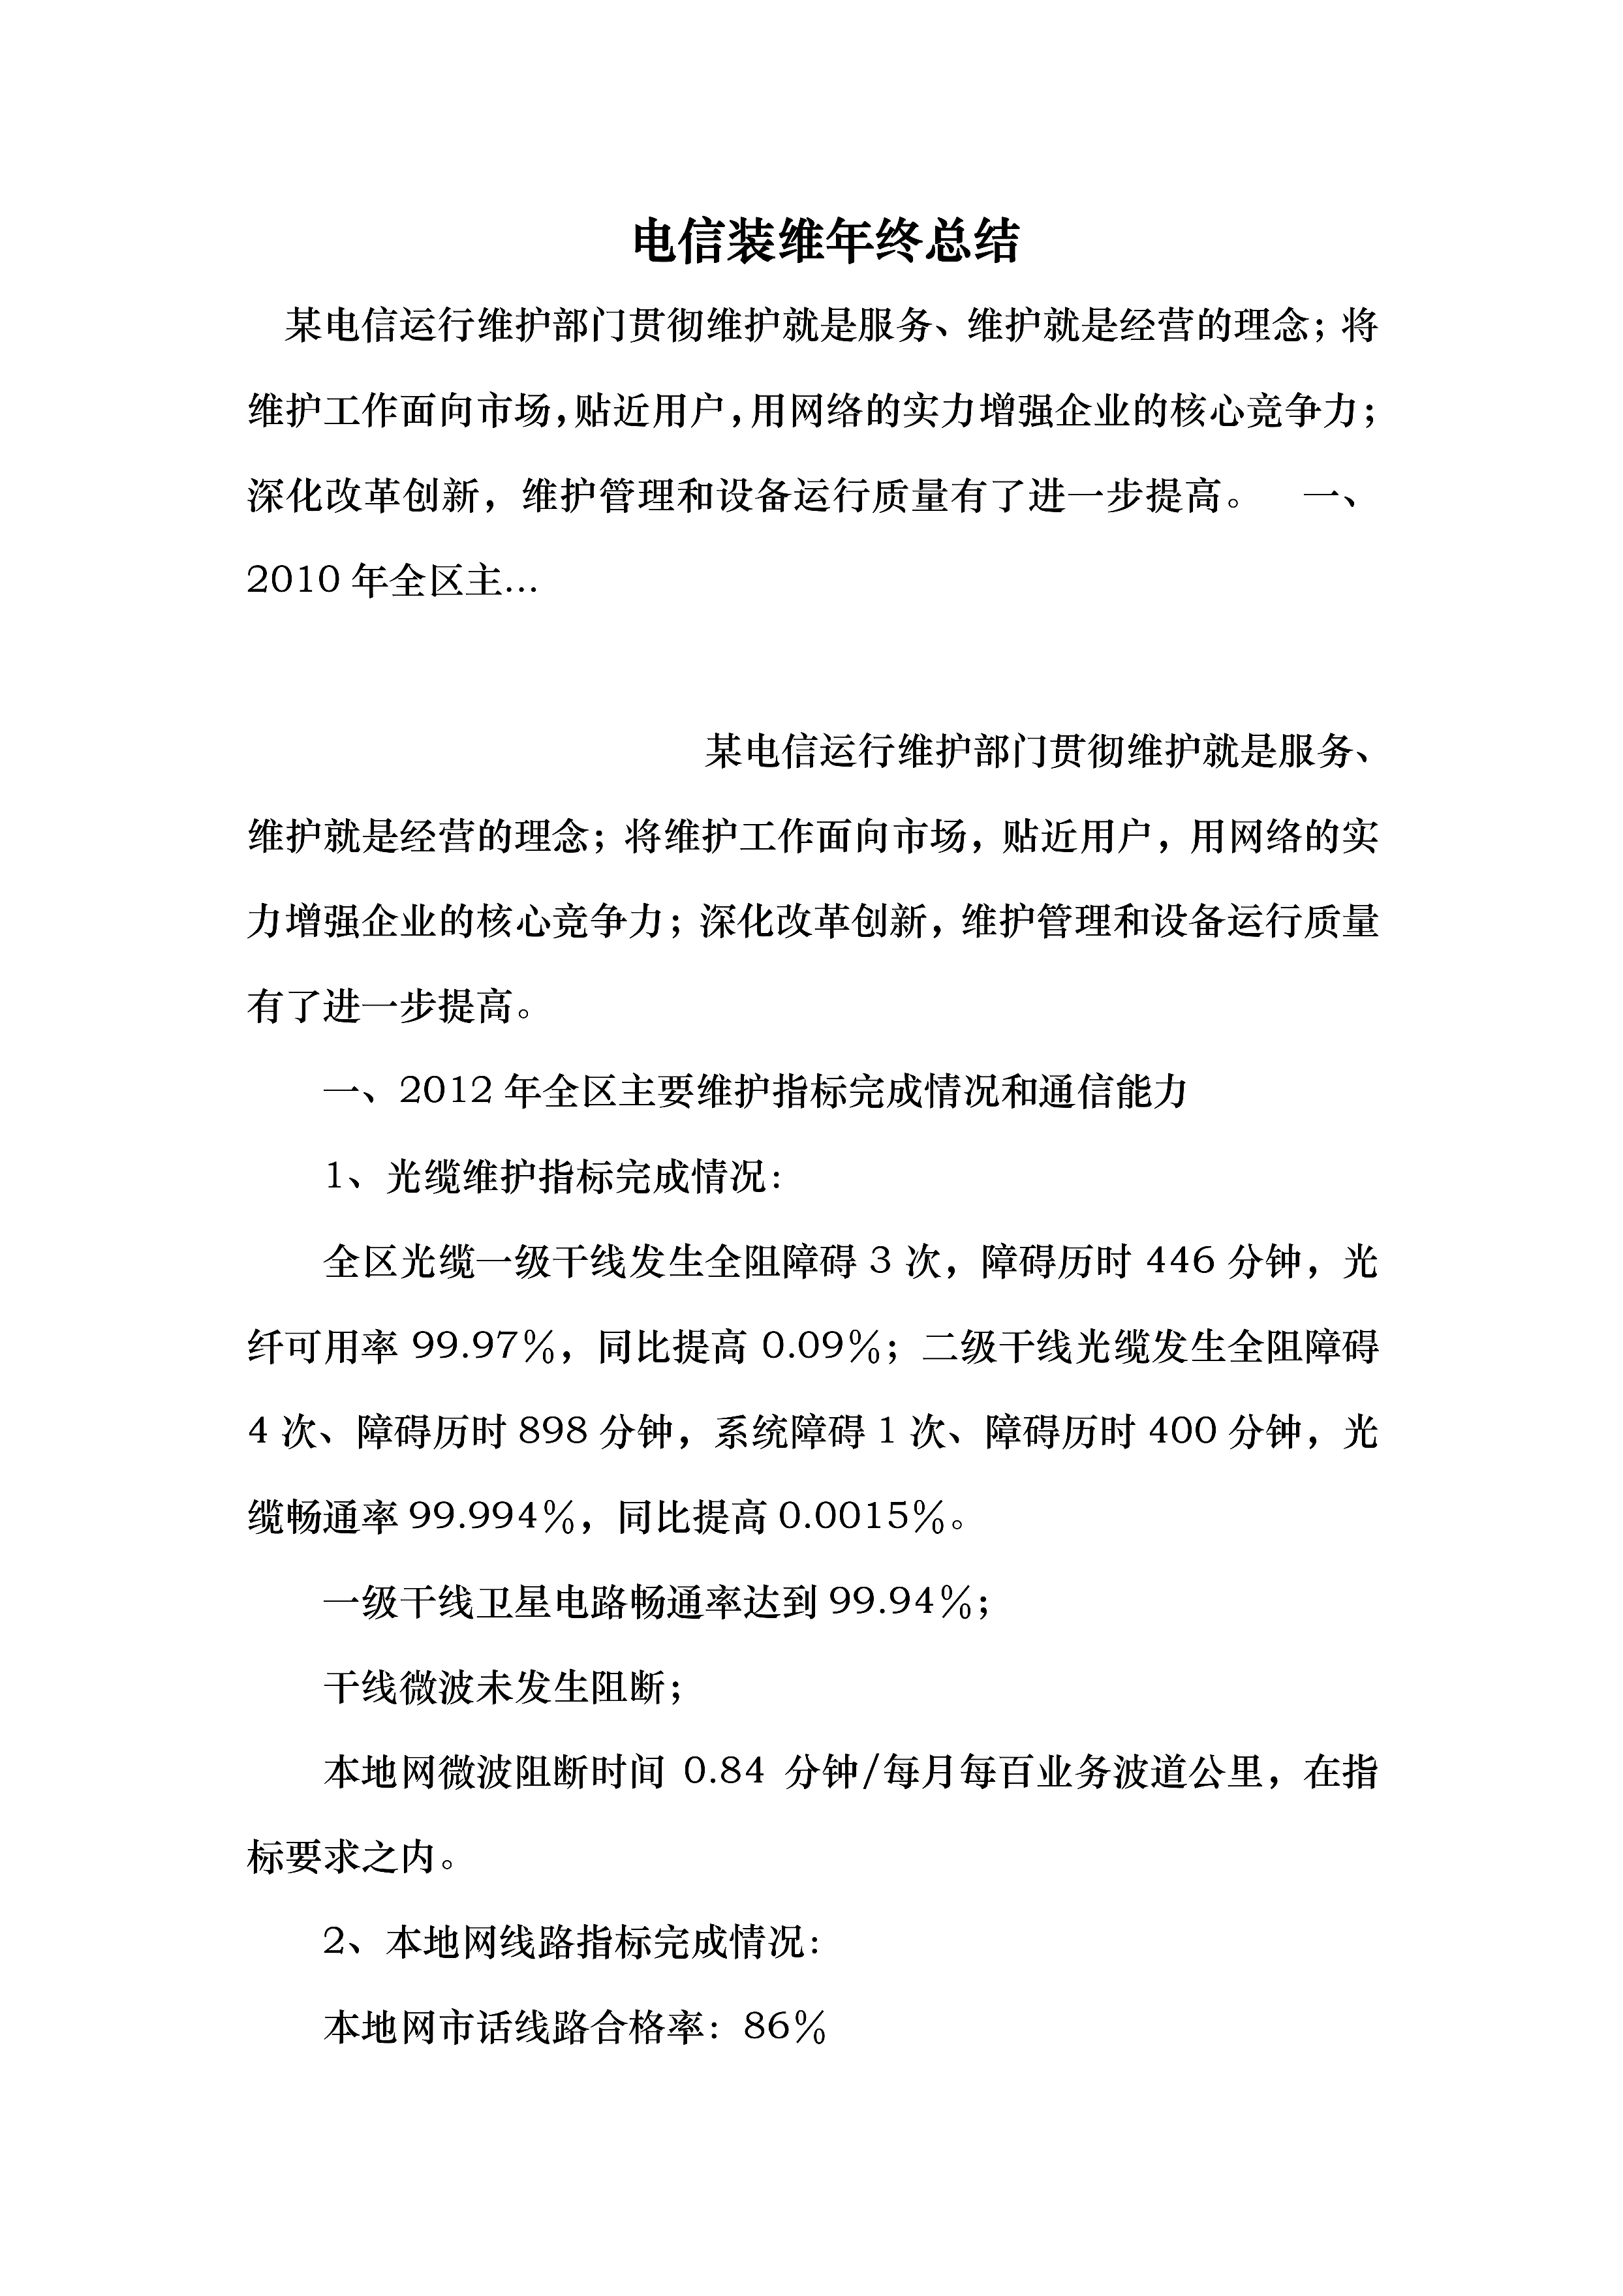 电信装维年终总结
某电信运行维护部门贯彻维护就是服务、维护就是经营的理念；将
维护工作面向市场，贴近用户，用网络的实力增强企业的核心竞争力；
深化改革创新，维护管理和设备运行质量有了进一步提高。　一、
2010 年全区主...
某电信运行维护部门贯彻维护就是服务、
维护就是经营的理念；将维护工作面向市场，贴近用户，用网络的实
力增强企业的核心竞争力；深化改革创新，维护管理和设备运行质量
有了进一步提高。
一、2012 年全区主要维护指标完成情况和通信能力
1、光缆维护指标完成情况：
全区光缆一级干线发生全阻障碍 3 次，障碍历时 446 分钟，光
纤可用率 99.97%，同比提高 0.09%；二级干线光缆发生全阻障碍
4 次、障碍历时 898 分钟，系统障碍 1 次、障碍历时 400 分钟，光
缆畅通率 99.994%，同比提高 0.0015%。
一级干线卫星电路畅通率达到 99.94%；
干线微波未发生阻断；
本地网微波阻断时间 0.84 分钟/每月每百业务波道公里，在指
标要求之内。
2、本地网线路指标完成情况：
本地网市话线路合格率：86%